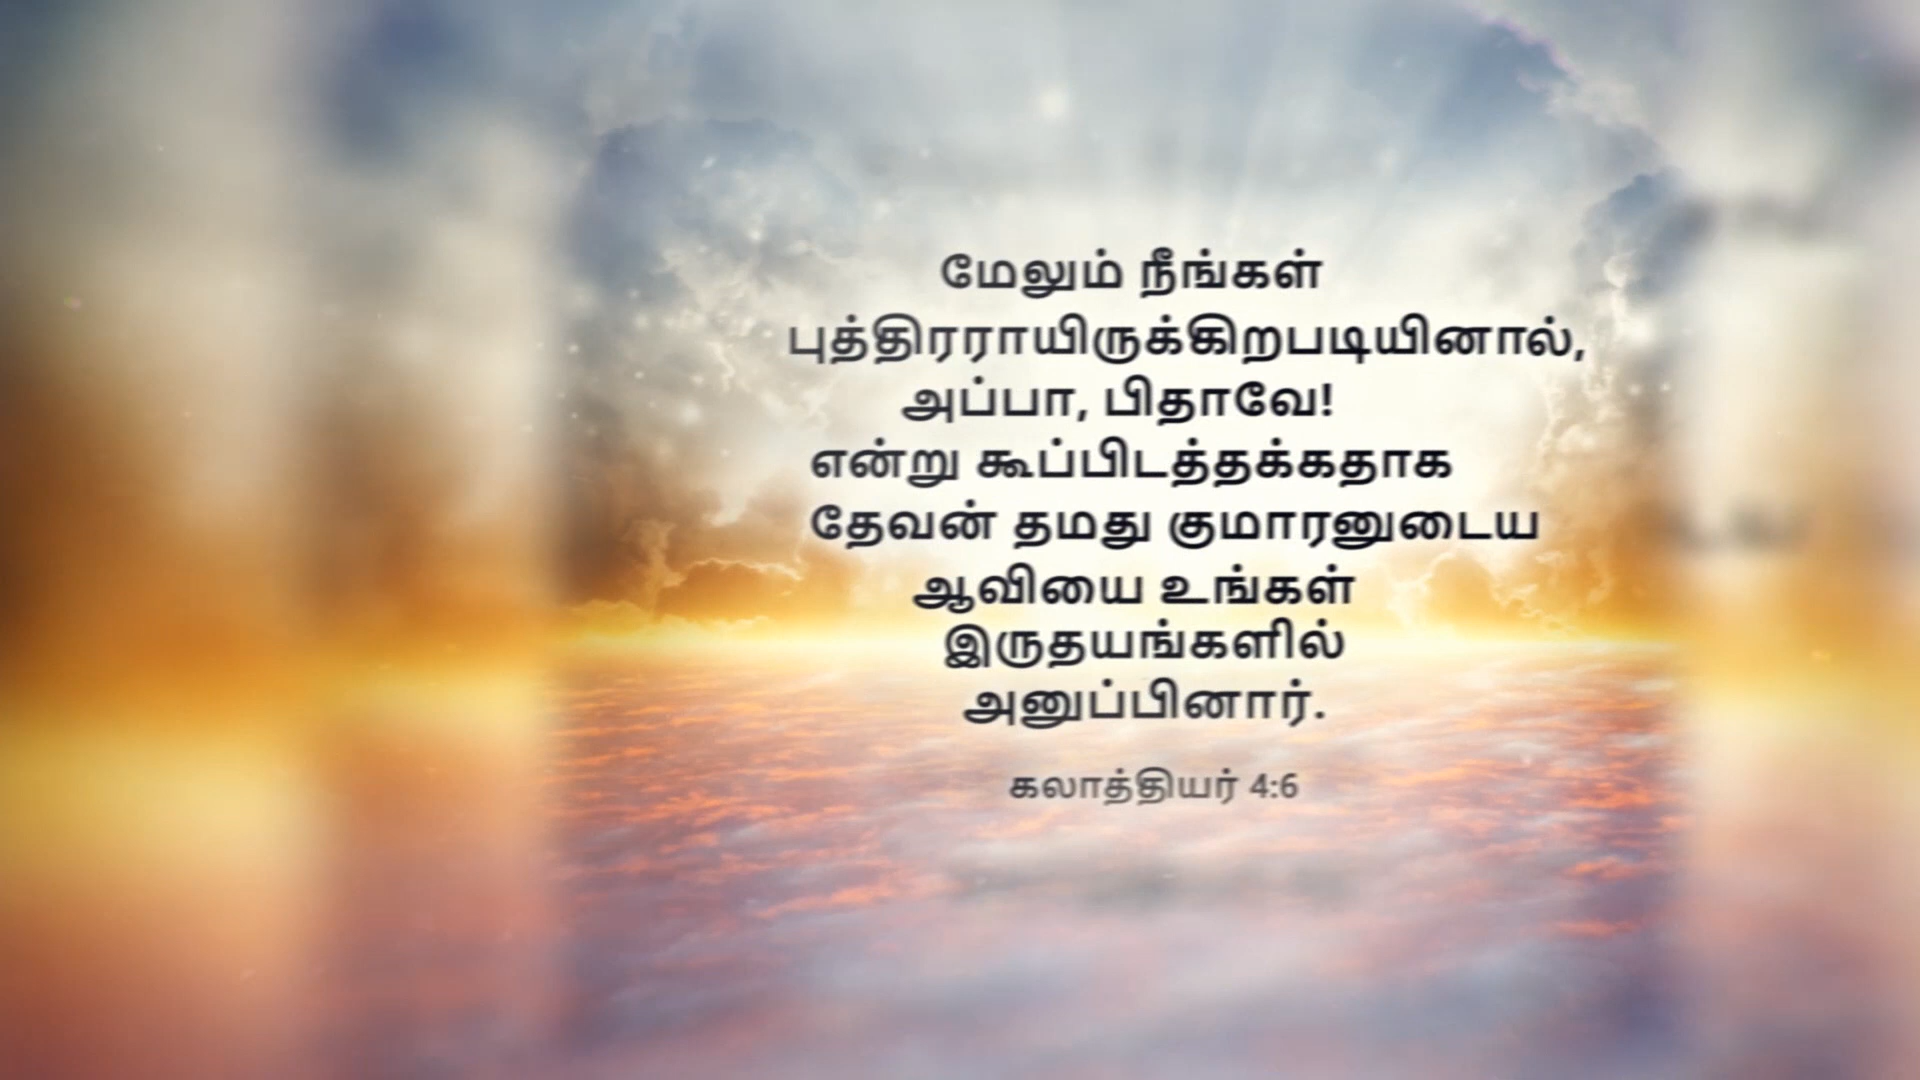 மேலும் நீங்கள்
புத்திரராயிருக்கிறபடியினால்,
அப்பா, பிதாவே!
என்று கூப்பிடத்தக்கதாக
தேவன் தமது குமாரனுடைய
ஆவியை உங்கள்
இருதயங்களில்
அனுப்பினார்.
கலாத்தியர் 4:6